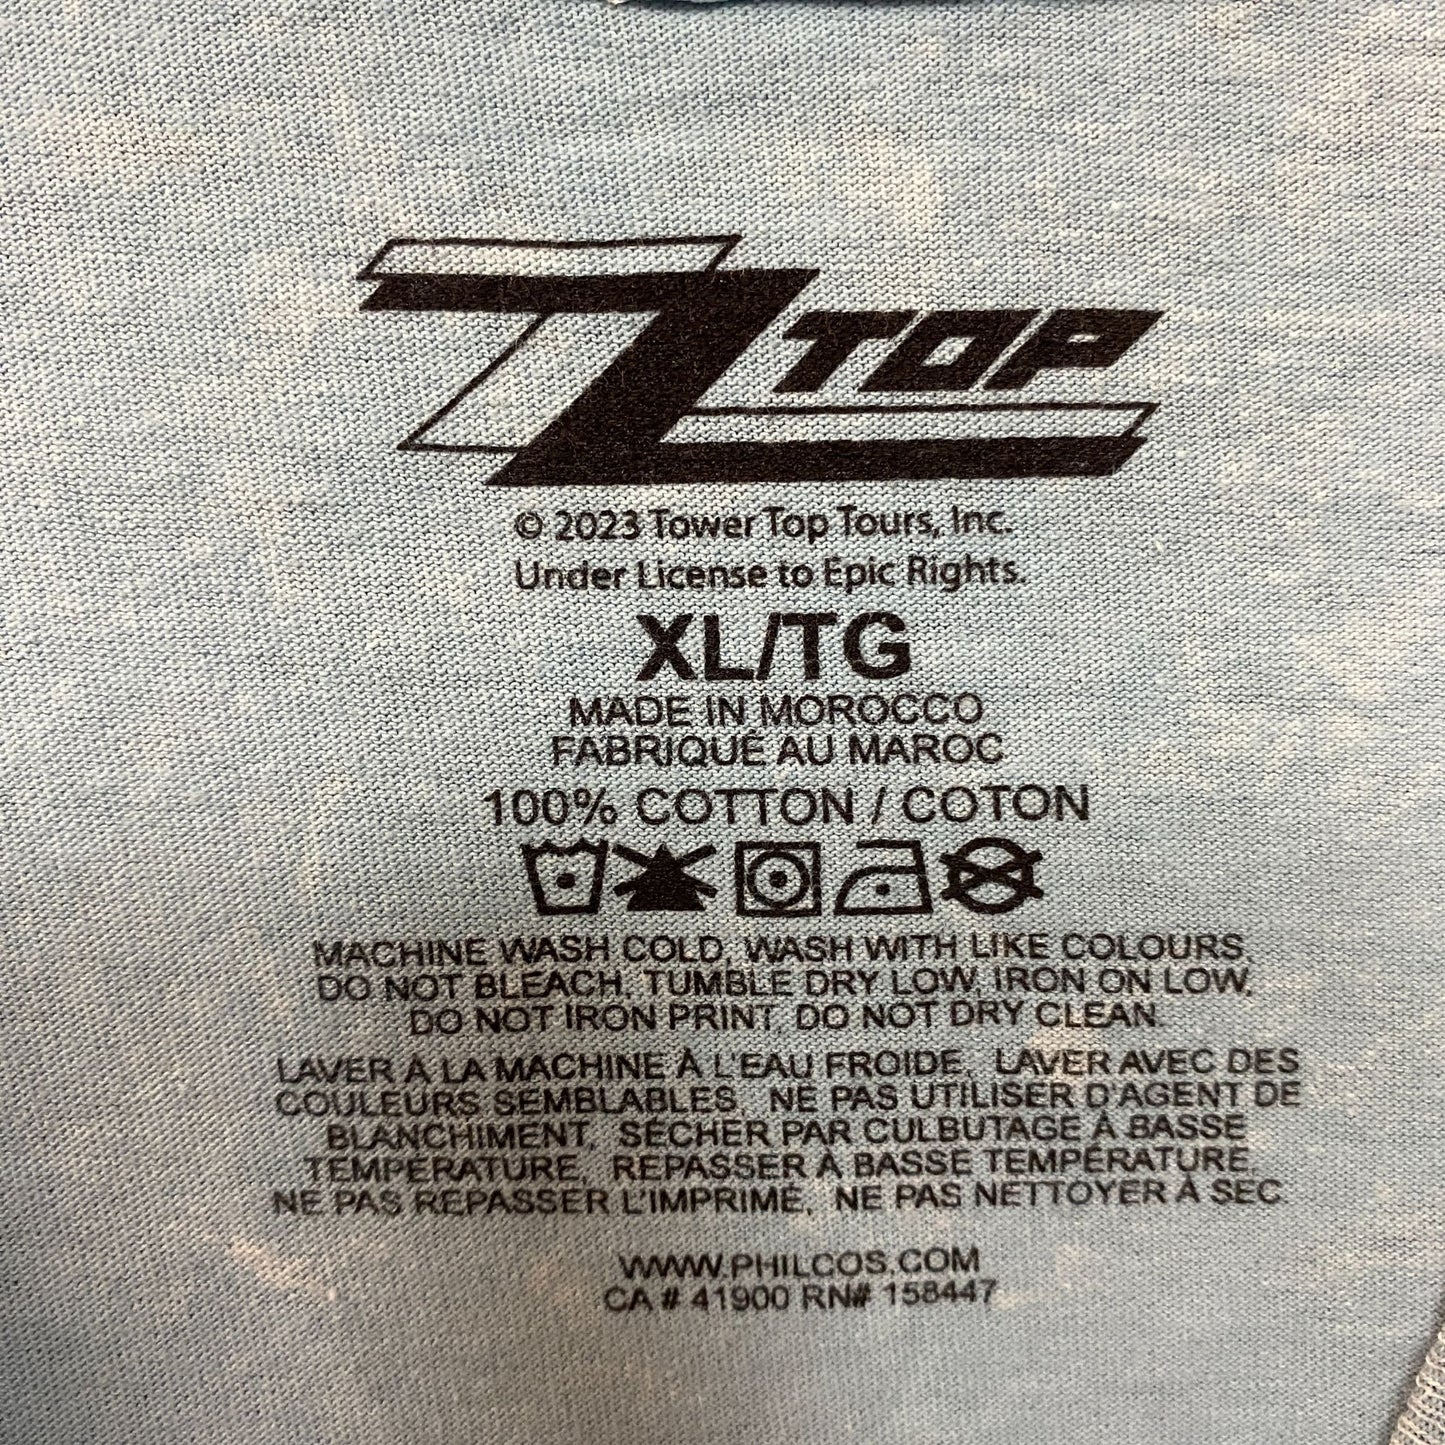 ZZ TOP
© 2023 Tower Top Tours, Inc.
Under License to Epic Rights.
XL/TG
MADE IN MOROCCO
FABRIQUÉ AU MAROC
100% COTTON / COTON
MACHINE WASH COLD, WASH WITH LIKE COLOURS,
DO NOT BLEACH, TUMBLE DRY LOW, IRON ON LOW,
DO NOT IRON PRINT, DO NOT DRY CLEAN.
LAVER À LA MACHINE À L'EAU FROIDE, LAVER AVEC DES
COULEURS SEMBLABLES, NE PAS UTILISER D'AGENT DE
BLANCHIMENT, SÉCHER PAR CULBUTAGE À BASSE
TEMPÉRATURE, REPASSER À BASSE TEMPÉRATURE,
NE PAS REPASSER L'IMPRIMÉ, NE PAS NETTOYER À SEC
WWW.PHILCOS.COM
CA # 41900 RN# 158447